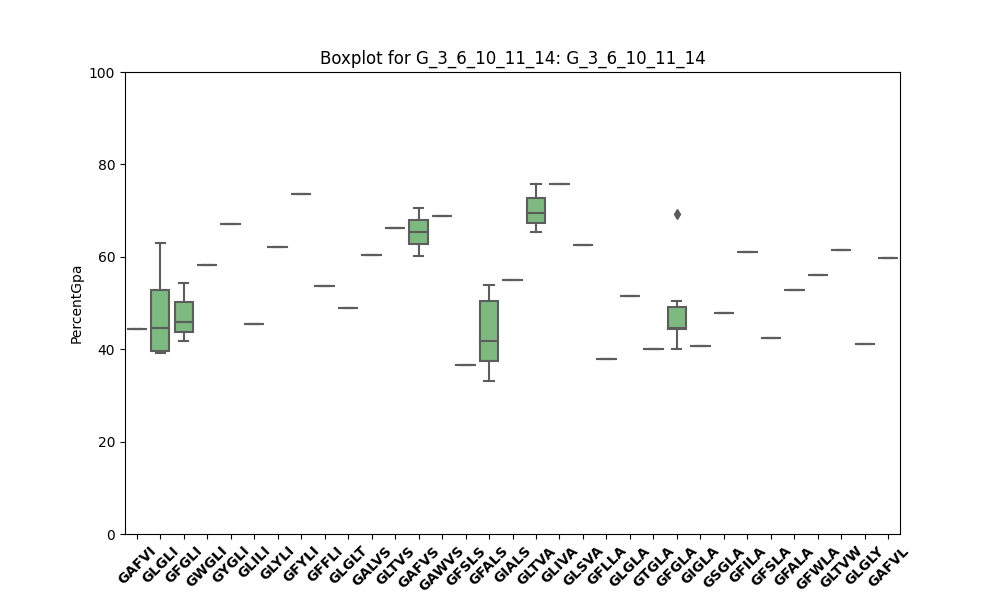 Boxplot for G_3_6_10_11_14: G_3_6_10_11_14
100
80
60
40
20
0
PercentGpa
GAFVI
GLGLI
GFGLI
GWGLI
GYGLI
GLILI
GLYLI
GFYLI
GFFLI
GLGLT
GALVS
GLTVS
GAFVS
GAWVS
GFSLS
GFALS
GIALS
GLTVA
GLIVA
GLSVA
GFLLA
GLGLA
GTGLA
GFGLA
GIGLA
GSGLA
GFILA
GFSLA
GFALA
GFWLA
GLTVW
GLGLY
GAFVL